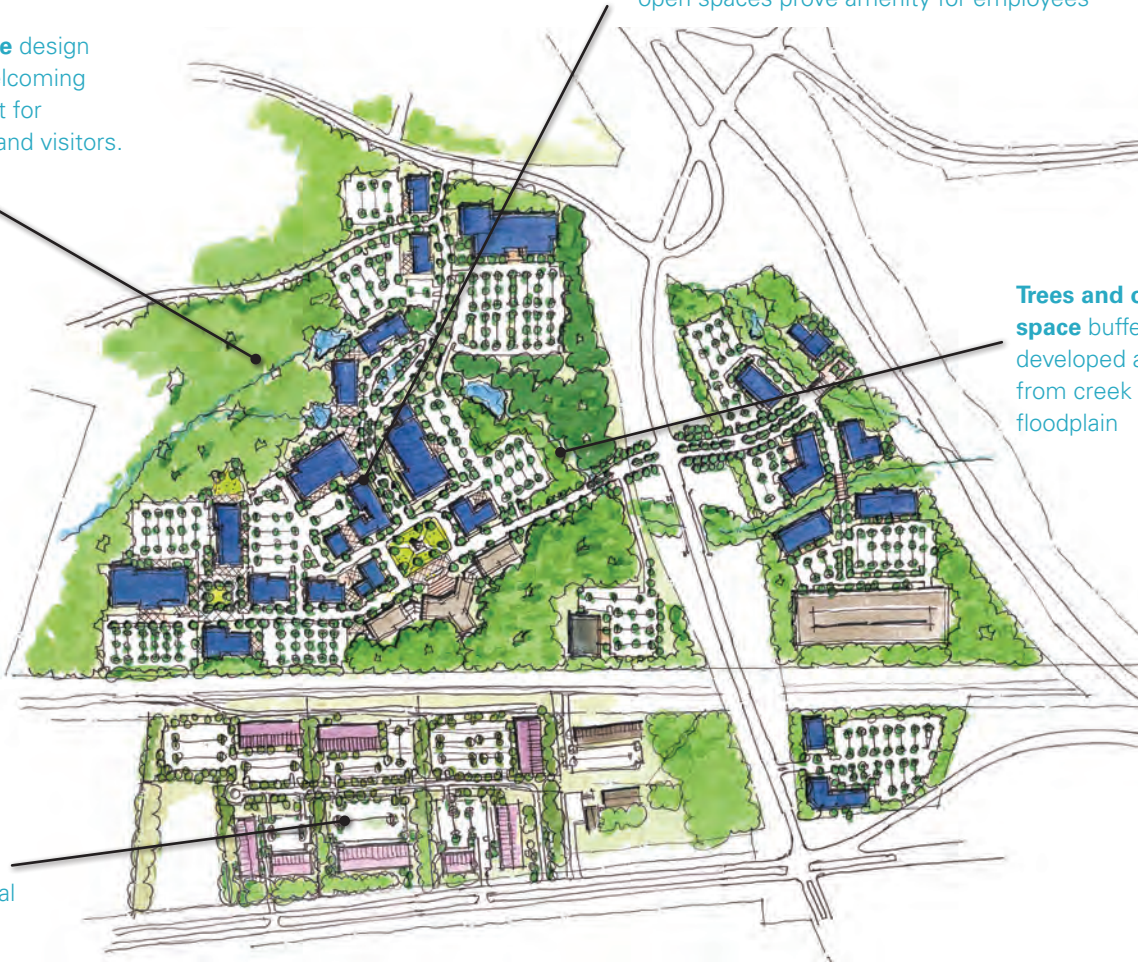 open spaces prove amenity for employees
e design
lcoming
t for
and visitors.
Trees and o
space buffe
developed a
from creek
floodplain
al